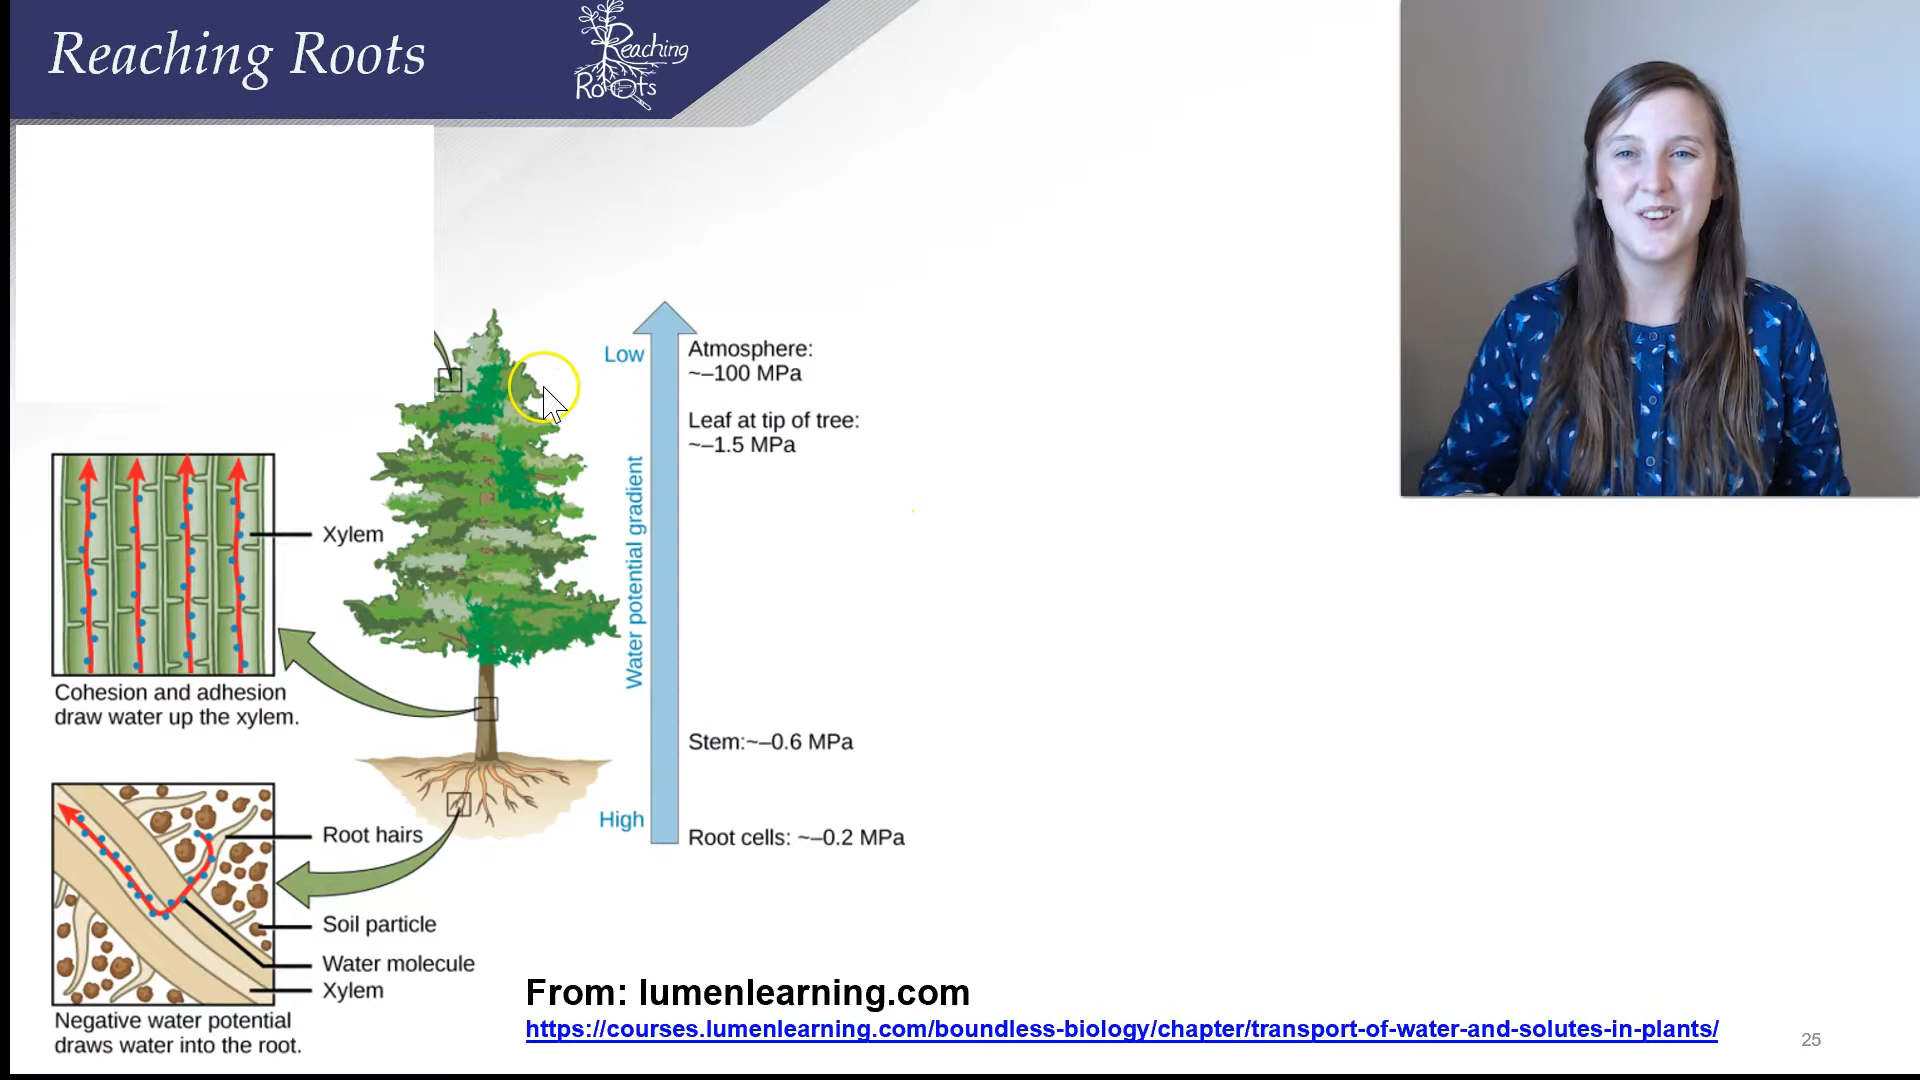 Reaching Roots
Reaching
Roots
Low
Atmosphere:
~–100 MPa
Leaf at tip of tree:
~–1.5 MPa
Water potential gradient
Xylem
Cohesion and adhesion
draw water up the xylem.
Stem:~–0.6 MPa
High
Root cells: ~–0.2 MPa
Root hairs
Soil particle
Water molecule
Xylem
Negative water potential
draws water into the root.
From: lumenlearning.com
https://courses.lumenlearning.com/boundless-biology/chapter/transport-of-water-and-solutes-in-plants/
25